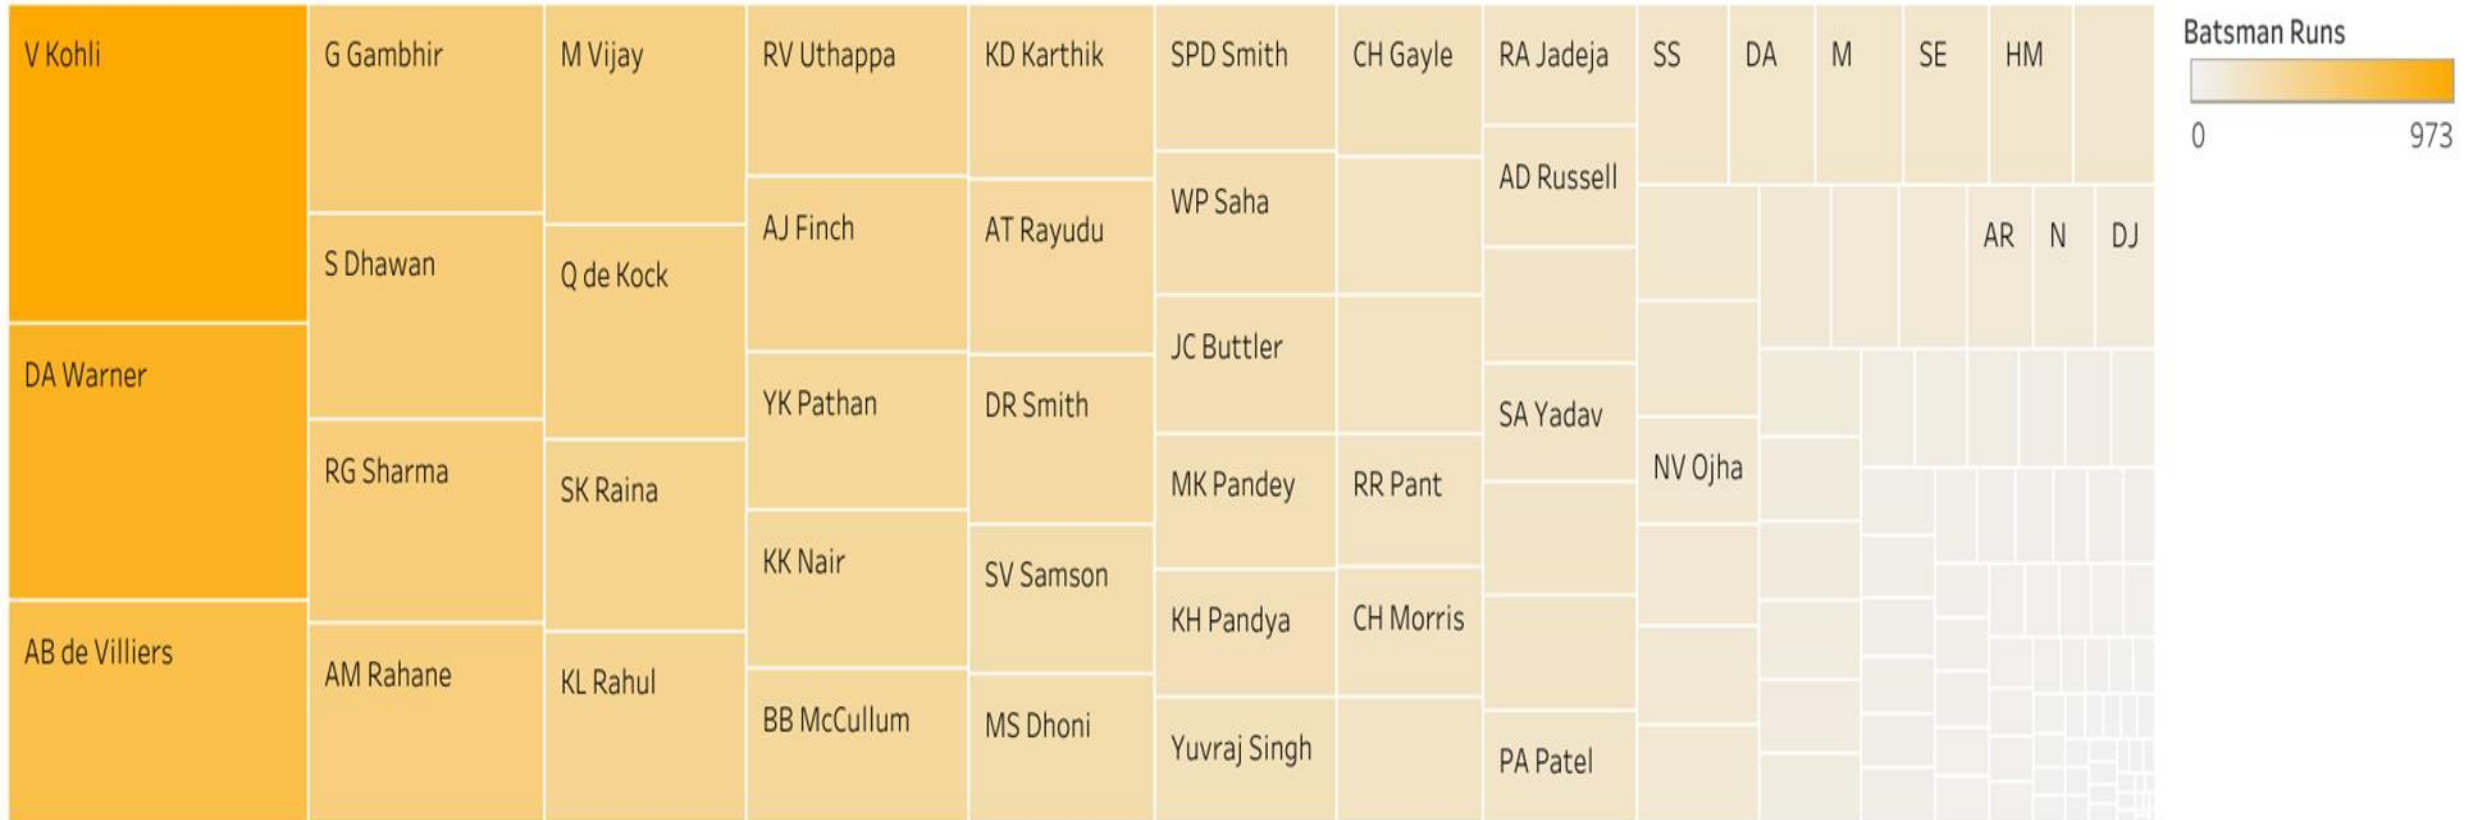 V Kohli
DA Warner
AB de Villiers
G Gambhir
S Dhawan
RG Sharma
AM Rahane
M Vijay
Q de Kock
SK Raina
KL Rahul
RV Uthappa
AJ Finch
YK Pathan
KK Nair
BB McCullum
KD Karthik
AT Rayudu
DR Smith
SV Samson
MS Dhoni
SPD Smith
WP Saha
JC Buttler
MK Pandey
KH Pandya
Yuvraj Singh
CH Gayle
RR Pant
CH Morris
RA Jadeja
AD Russell
SA Yadav
PA Patel
SS
DA
M
SE
HM
NV Ojha
AR
N
DJ
Batsman Runs
0
973